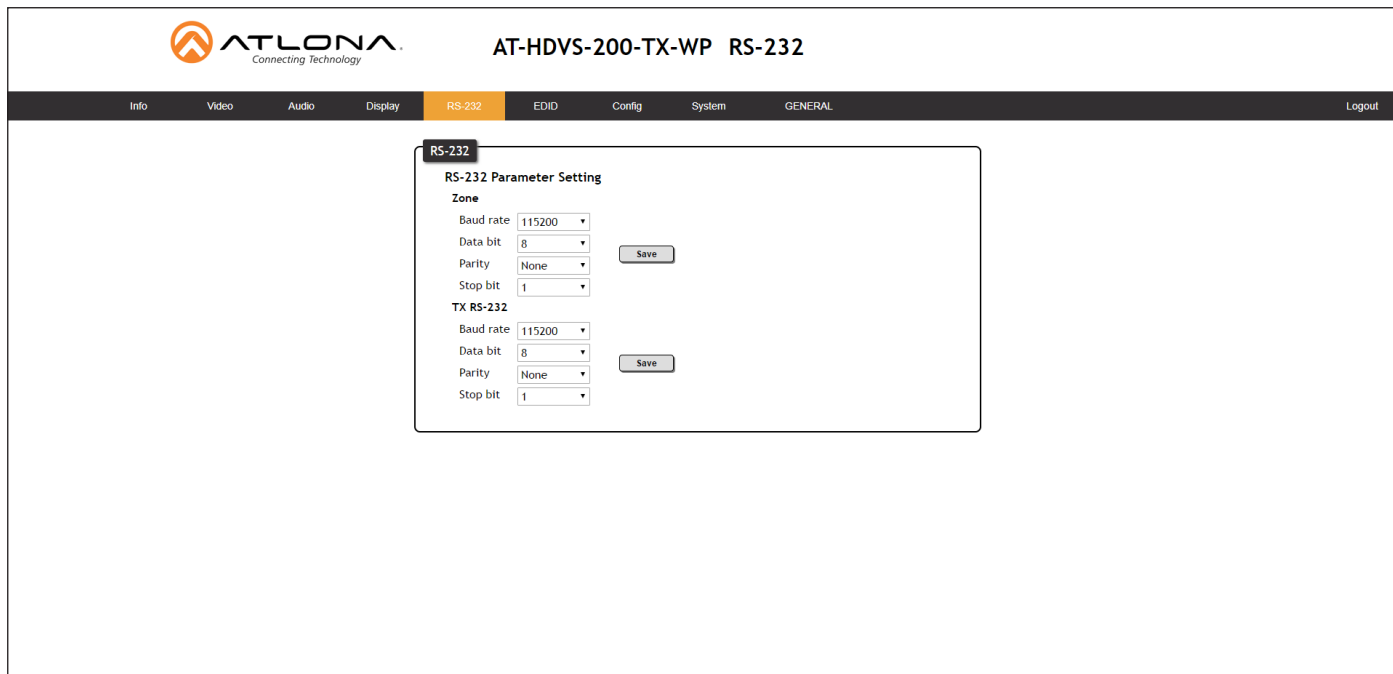 ATLONA.
Connecting Technology
AT-HDVS-200-TX-WP RS-232
Info Video Audio Display RS-232 EDID Config System GENERAL Logout
RS-232
RS-232 Parameter Setting
Zone
Baud rate 115200
Data bit 8
Save
Parity None
Stop bit 1
TX RS-232
Baud rate 115200
Data bit 8
Save
Parity None
Stop bit 1